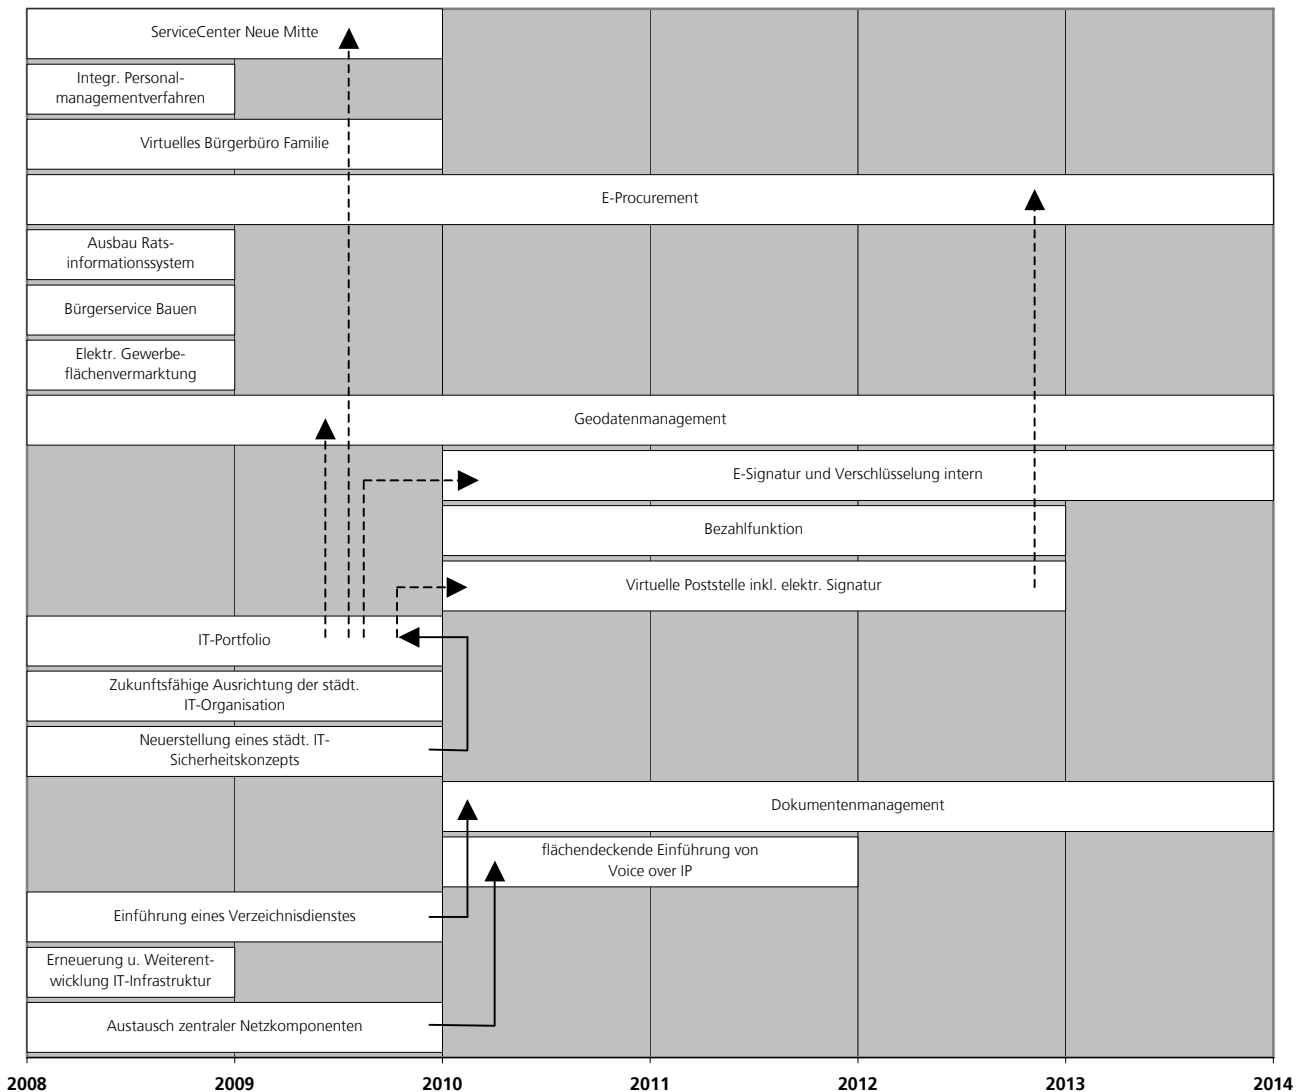 ServiceCenter Neue Mitte
Integr. Personal-
managementverfahren
Virtuelles Bürgerbüro Familie
E-Procurement
Ausbau Rats-
informationssystem
Bürgerservice Bauen
Elektr. Gewerbe-
flächenvermarktung
Geodatenmanagement
E-Signatur und Verschlüsselung intern
Bezahlfunktion
Virtuelle Poststelle inkl. elektr. Signatur
IT-Portfolio
Zukunftsfähige Ausrichtung der städt.
IT-Organisation
Neuerstellung eines städt. IT-
Sicherheitskonzepts
Dokumentenmanagement
flächendeckende Einführung von
Voice over IP
Einführung eines Verzeichnisdienstes
Erneuerung u. Weiterent-
wicklung IT-Infrastruktur
Austausch zentraler Netzkomponenten
2008 2009 2010 2011 2012 2013 2014